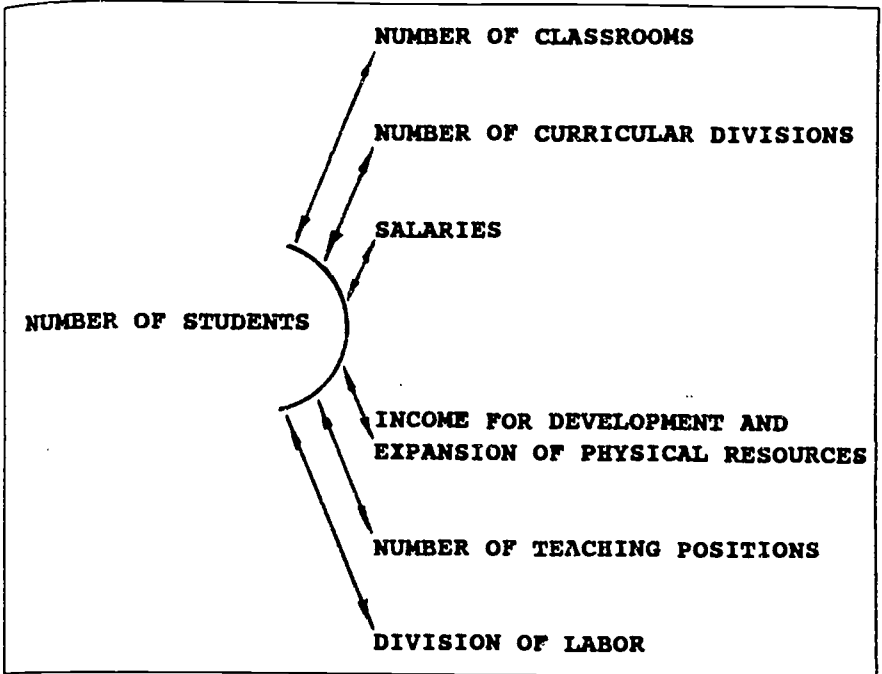 NUMBER OF CLASSROOMS
NUMBER OF CURRICULAR DIVISIONS
SALARIES
NUMBER OF STUDENTS
INCOME FOR DEVELOPMENT AND
EXPANSION OF PHYSICAL RESOURCES
NUMBER OF TEACHING POSITIONS
DIVISION OF LABOR